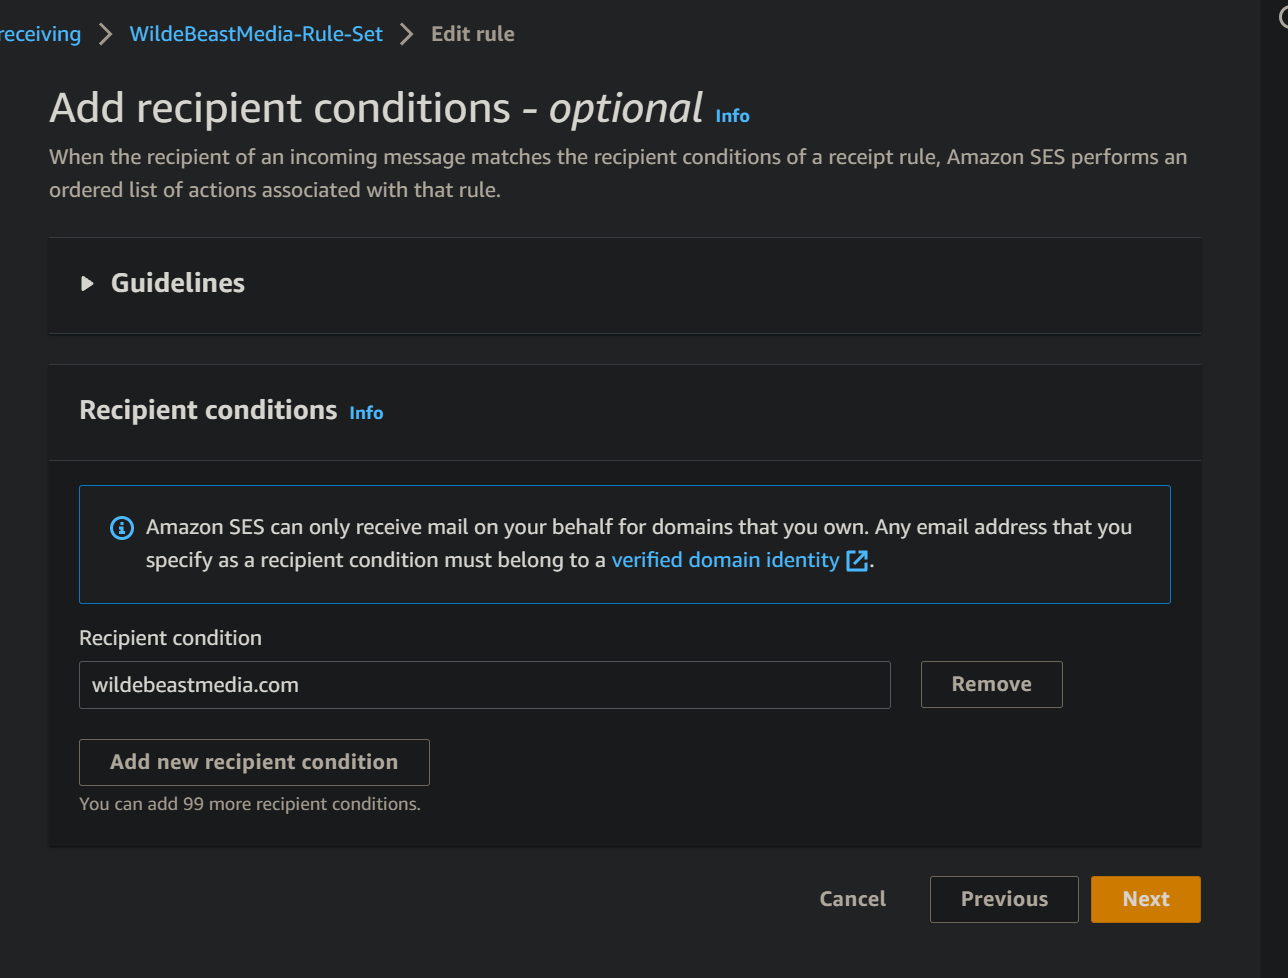 receiving > WildeBeastMedia-Rule-Set > Edit rule
Add recipient conditions - optional Info
When the recipient of an incoming message matches the recipient conditions of a receipt rule, Amazon SES performs an
ordered list of actions associated with that rule.
Guidelines
Recipient conditions Info
Amazon SES can only receive mail on your behalf for domains that you own. Any email address that you
specify as a recipient condition must belong to a verified domain identity.
Recipient condition
wildebeastmedia.com Remove
Add new recipient condition
You can add 99 more recipient conditions.
Cancel Previous Next